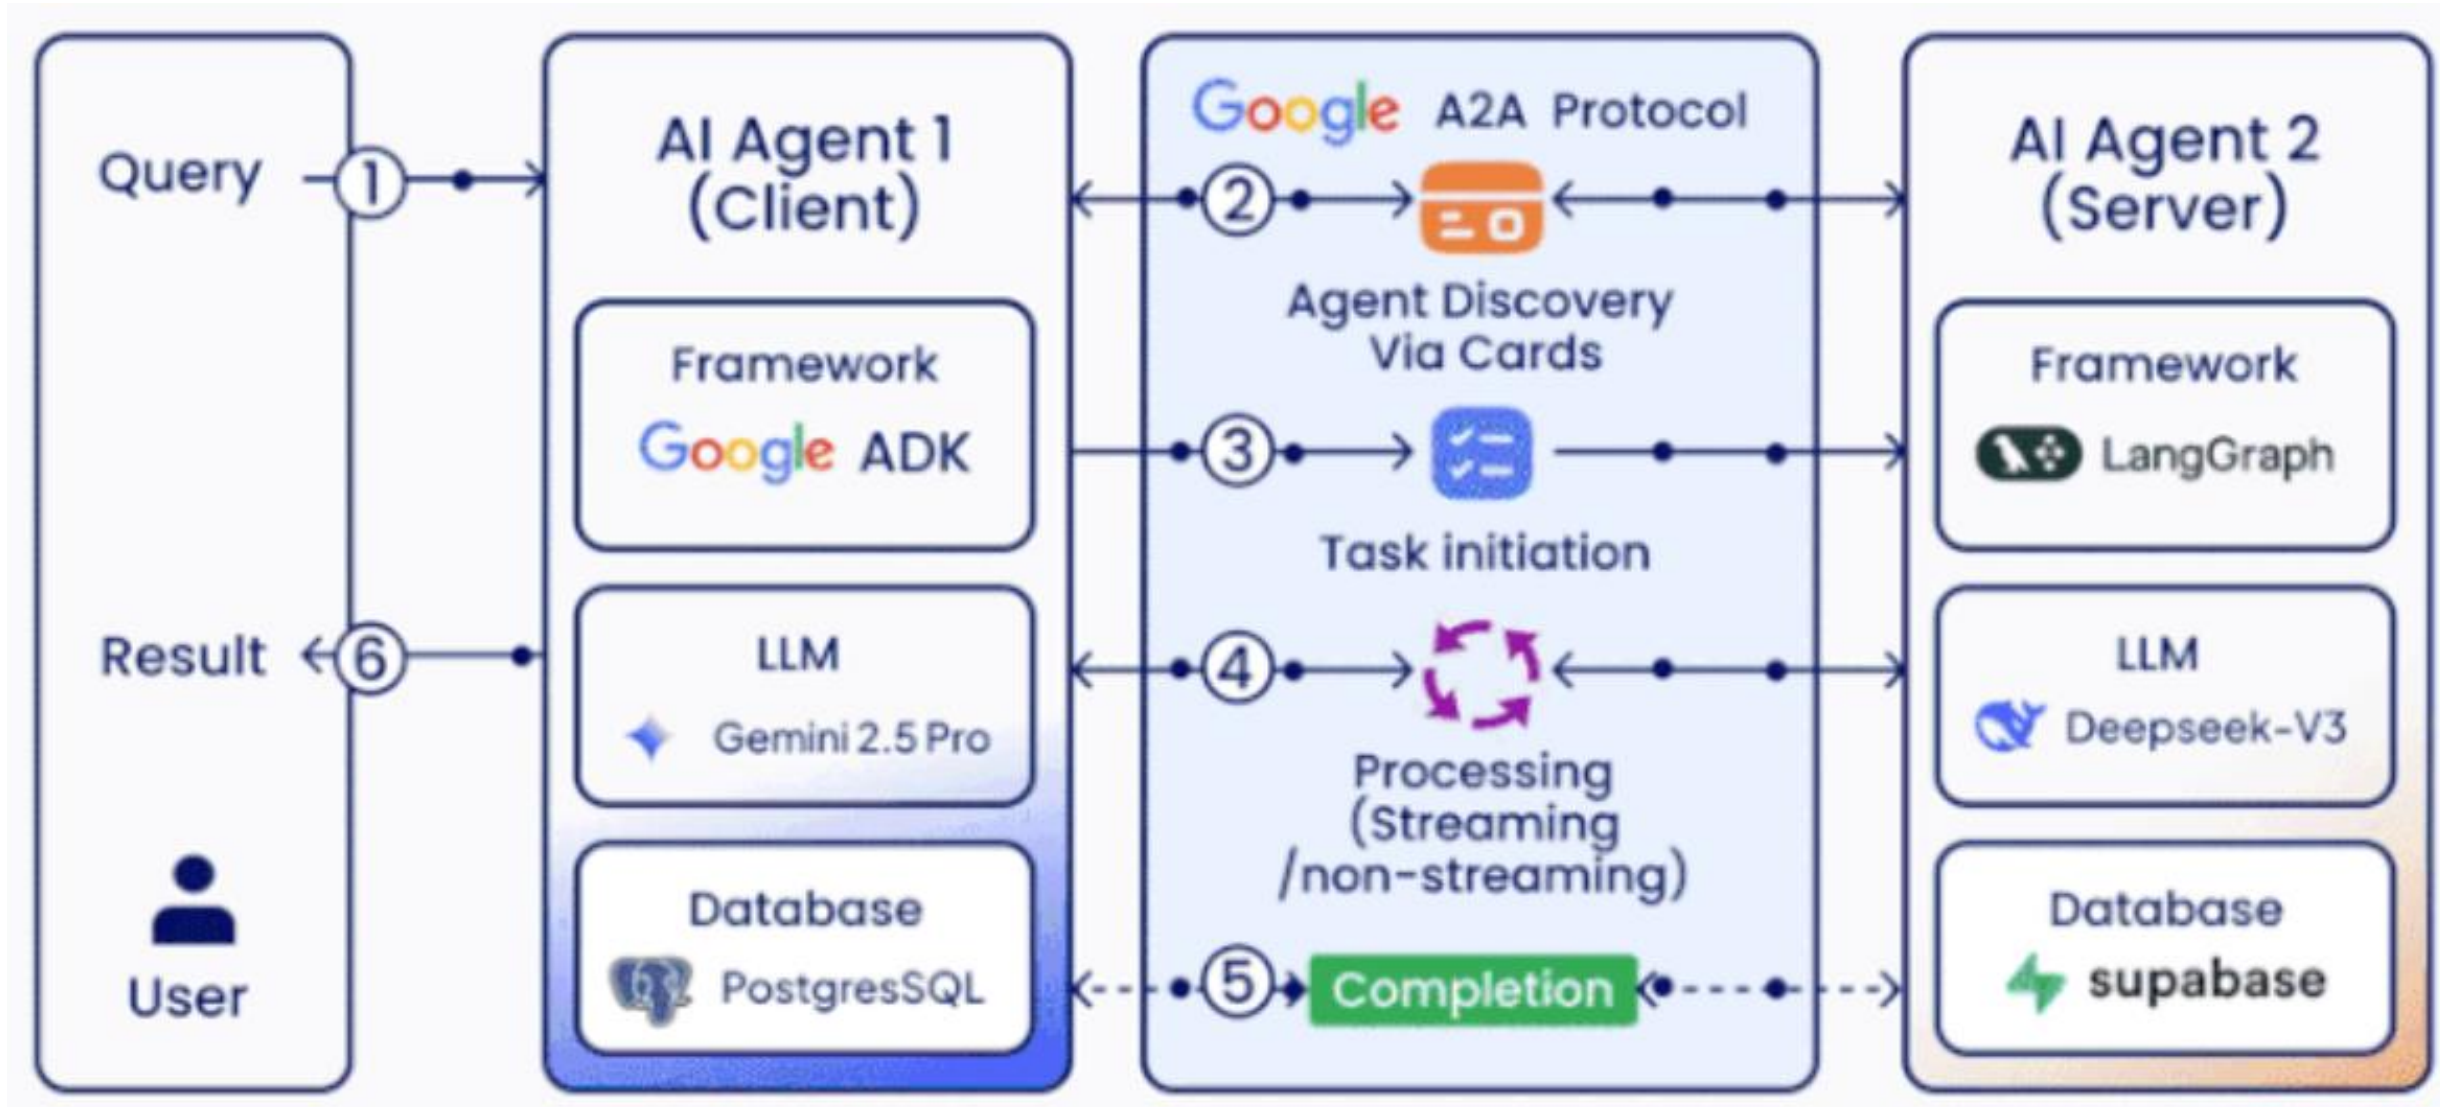 Query
1
Result
6
User
AI Agent 1
(Client)
Framework
Google ADK
LLM
Gemini 2.5 Pro
Database
PostgresSQL
Google A2A Protocol
2
Agent Discovery
Via Cards
3
Task initiation
4
Processing
(Streaming
/non-streaming)
5
Completion
AI Agent 2
(Server)
Framework
LangGraph
LLM
Deepseek-V3
Database
supabase